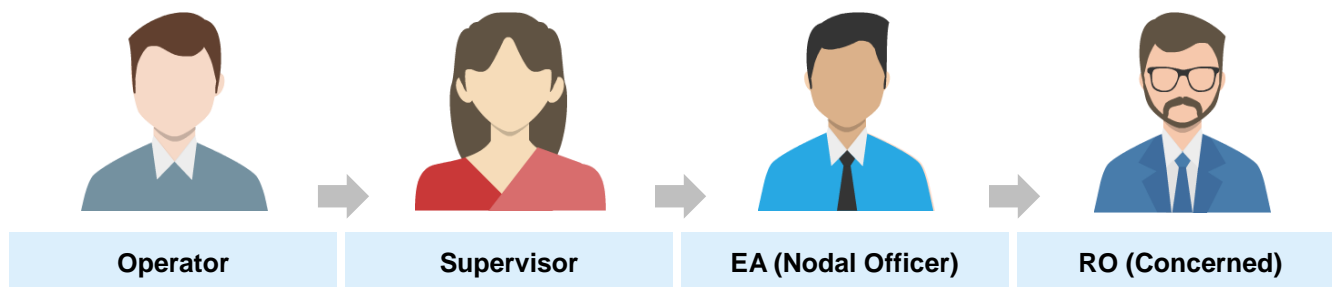 Operator
Supervisor
EA (Nodal Officer)
RO (Concerned)